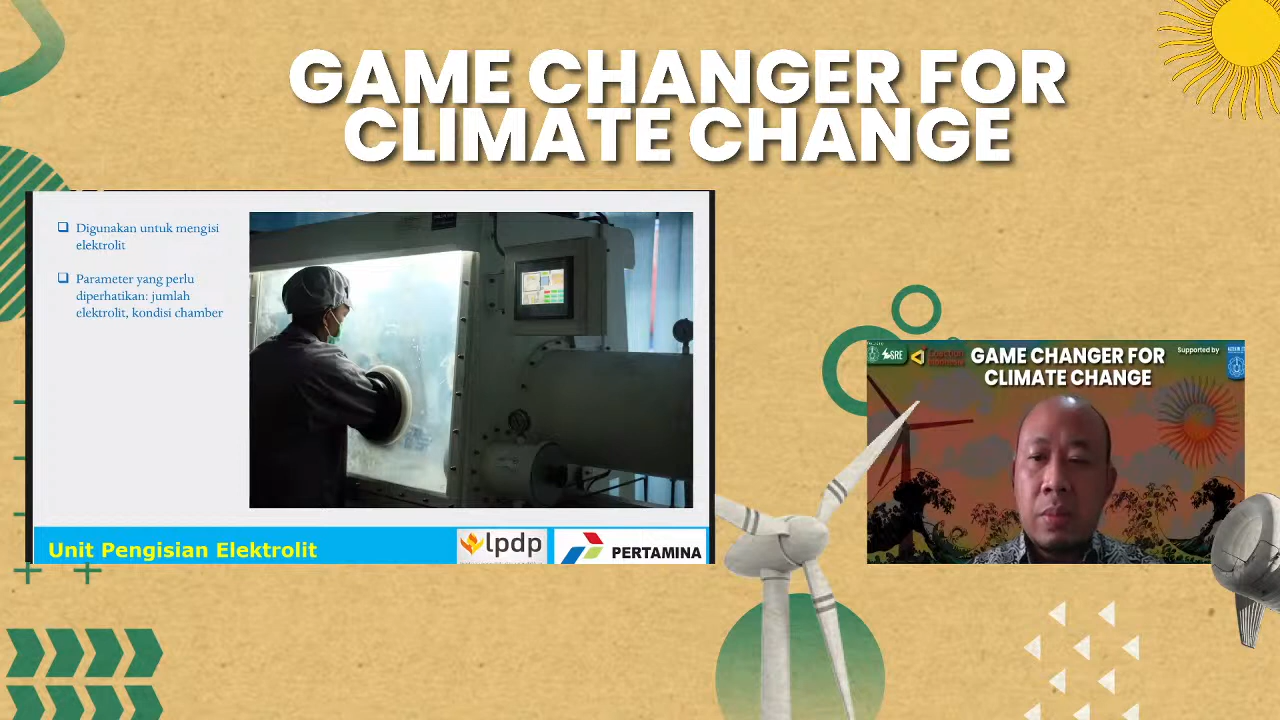 GAME CHANGER FOR
CLIMATE CHANGE
❑ Digunakan untuk mengisi
elektrolit
❑ Parameter yang perlu
diperhatikan: jumlah
elektrolit, kondisi chamber
Unit Pengisian Elektrolit
lpdp
PERTAMINA
SRE
GAME CHANGER FOR
CLIMATE CHANGE
Supported by